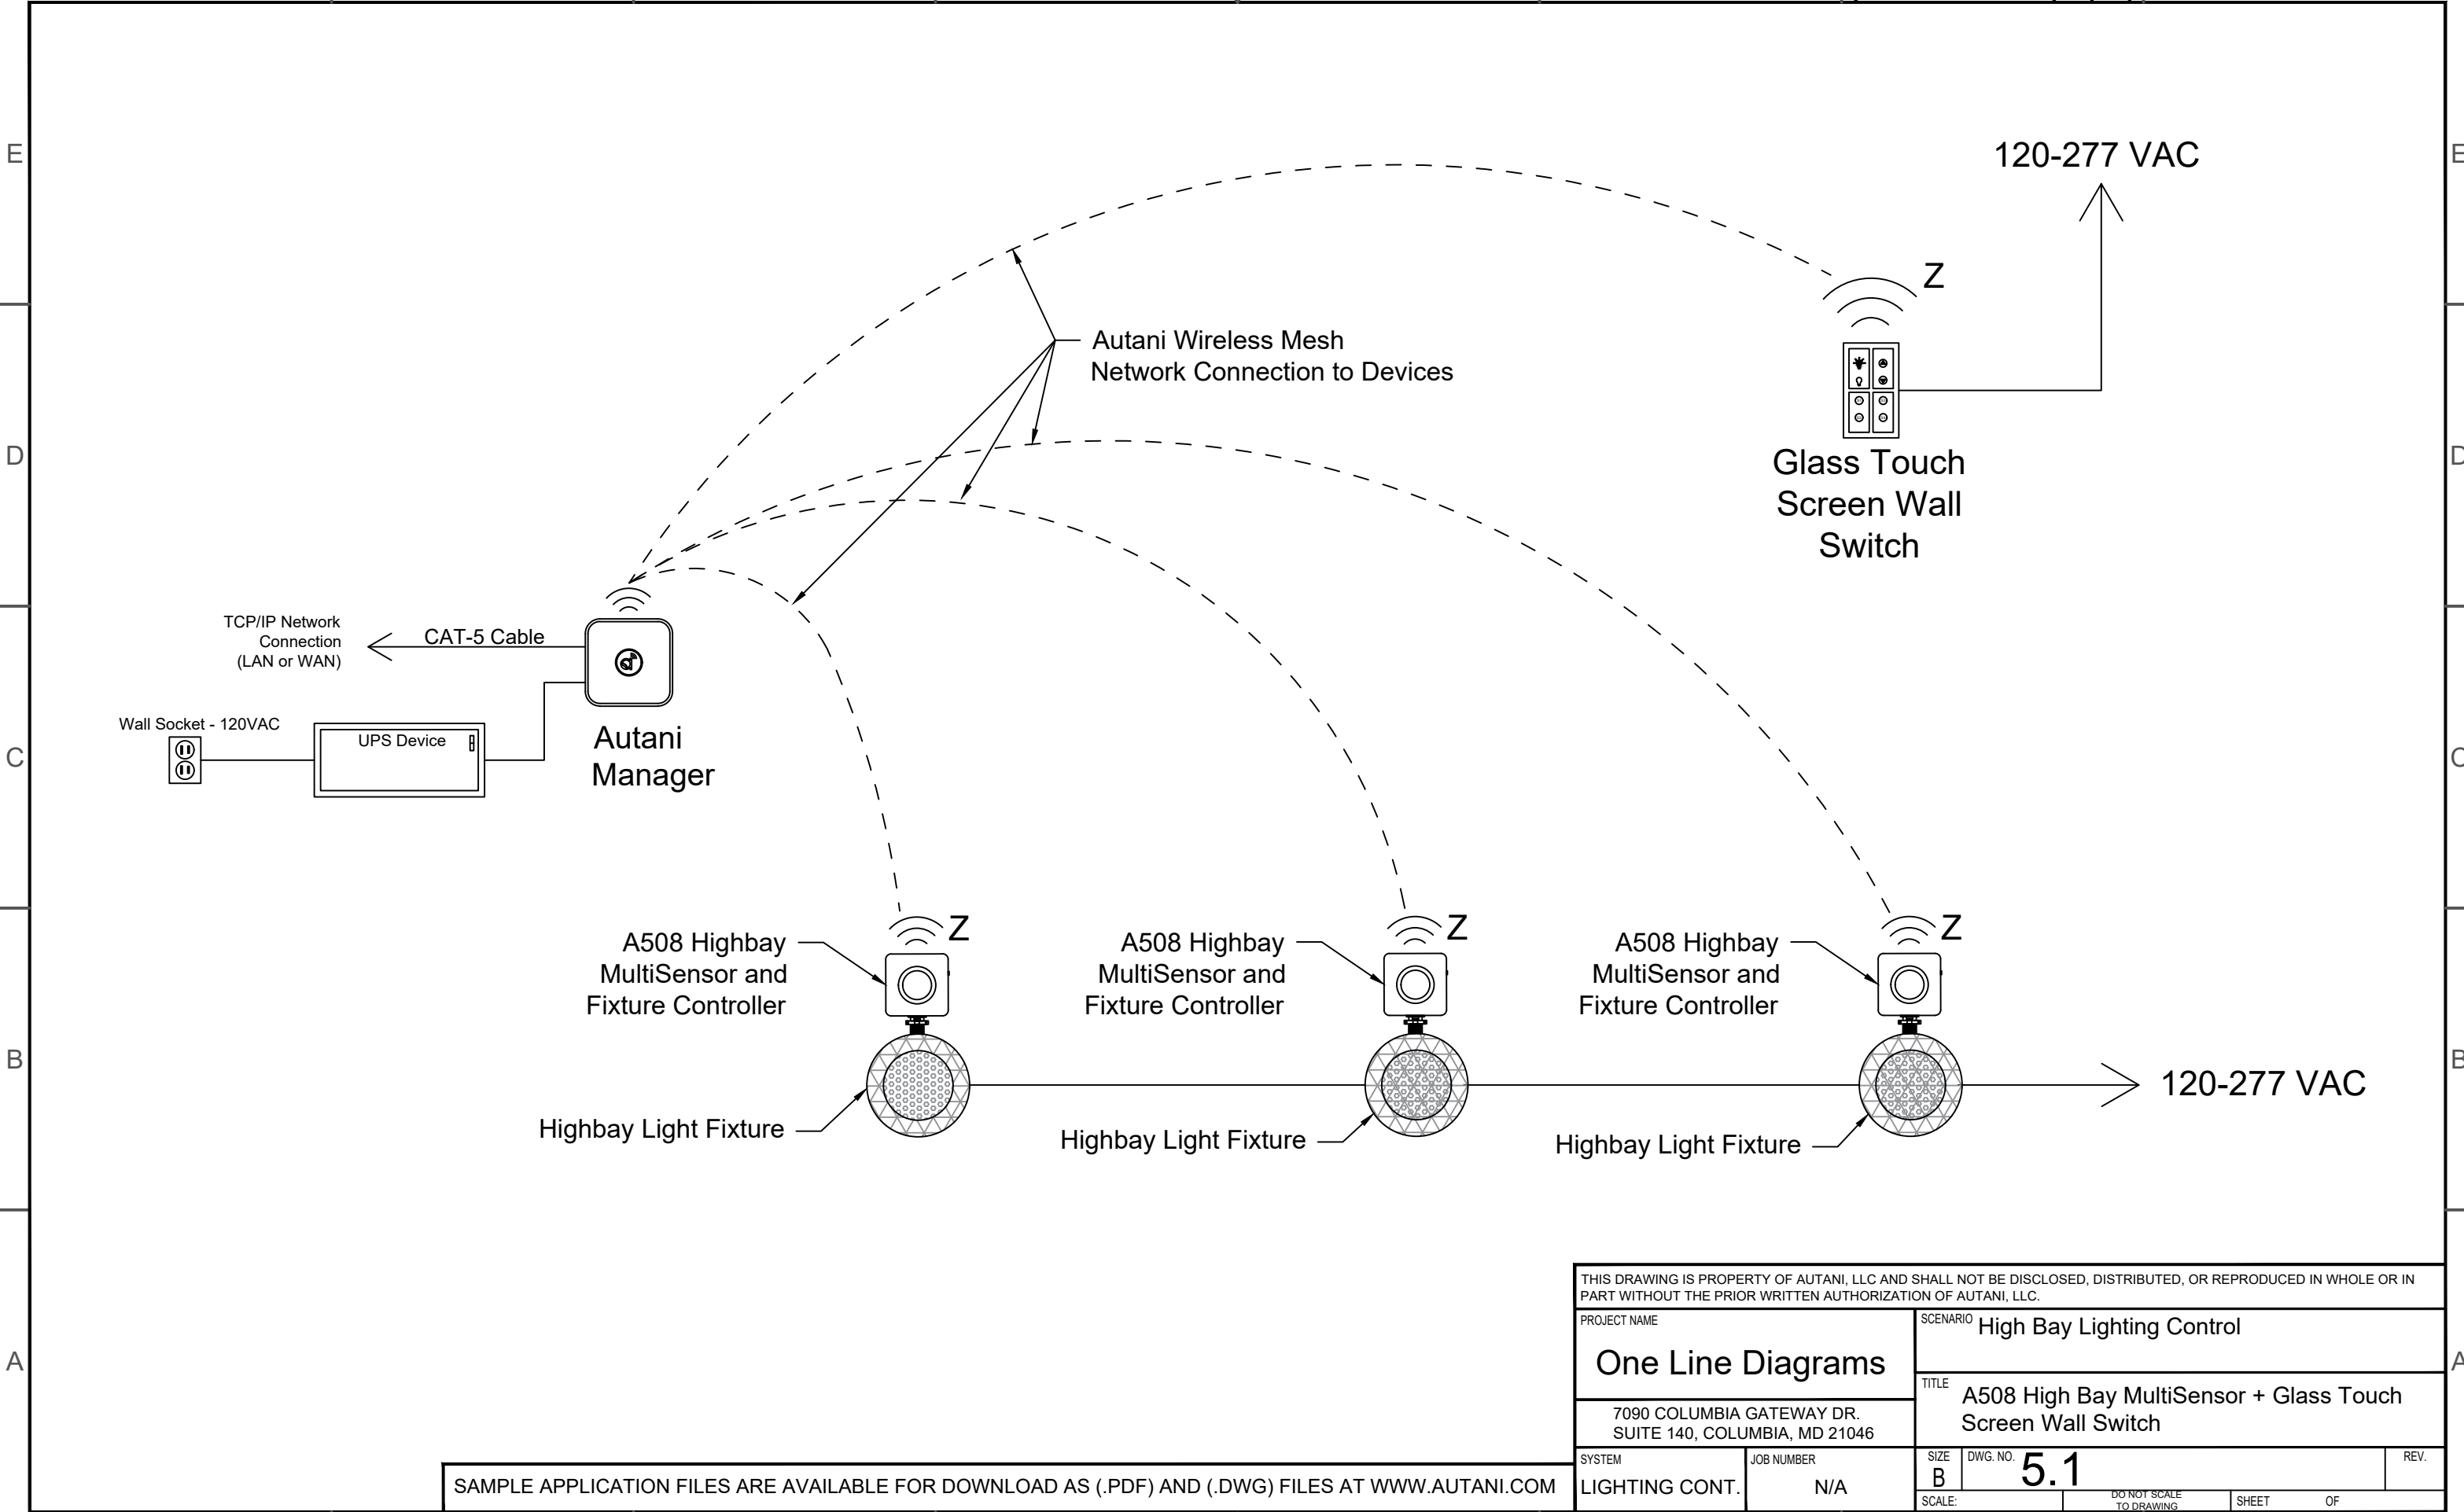 E
E
120-277 VAC
Z
Autani Wireless Mesh
Network Connection to Devices
D
D
Glass Touch
Screen Wall
Switch
TCP/IP Network
Connection
(LAN or WAN)
CAT-5 Cable
Wall Socket - 120VAC
UPS Device
Autani
Manager
C
C
A508 Highbay
MultiSensor and
Fixture Controller
Z
A508 Highbay
MultiSensor and
Fixture Controller
Z
A508 Highbay
MultiSensor and
Fixture Controller
Z
B
B
120-277 VAC
Highbay Light Fixture
Highbay Light Fixture
Highbay Light Fixture
THIS DRAWING IS PROPERTY OF AUTANI, LLC AND SHALL NOT BE DISCLOSED, DISTRIBUTED, OR REPRODUCED IN WHOLE OR IN
PART WITHOUT THE PRIOR WRITTEN AUTHORIZATION OF AUTANI, LLC.
PROJECT NAME
One Line Diagrams
SCENARIO High Bay Lighting Control
A
A
TITLE
A508 High Bay MultiSensor + Glass Touch
Screen Wall Switch
7090 COLUMBIA GATEWAY DR.
SUITE 140, COLUMBIA, MD 21046
SYSTEM
LIGHTING CONT.
JOB NUMBER
N/A
SIZE
B
DWG. NO. 5.1
REV.
SCALE:
DO NOT SCALE
TO DRAWING
SHEET OF
SAMPLE APPLICATION FILES ARE AVAILABLE FOR DOWNLOAD AS (.PDF) AND (.DWG) FILES AT WWW.AUTANI.COM